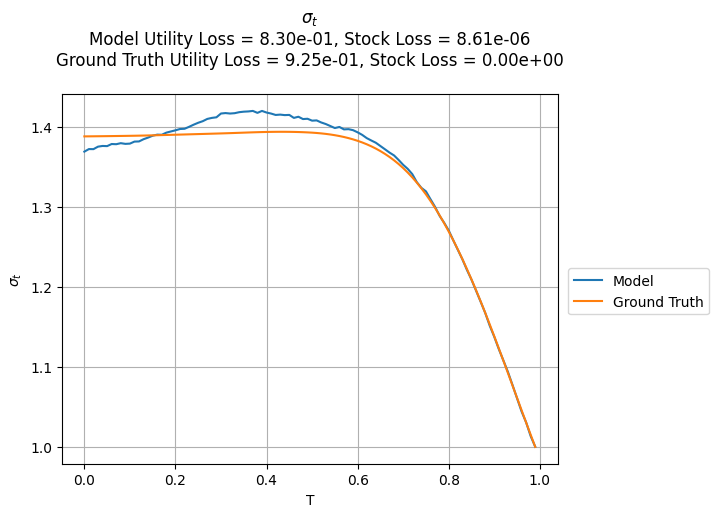 σₜ
Model Utility Loss = 8.30e-01, Stock Loss = 8.61e-06
Ground Truth Utility Loss = 9.25e-01, Stock Loss = 0.00e+00
σₜ
1.4
1.3
1.2
1.1
1.0
0.0 0.2 0.4 0.6 0.8 1.0
T
Model
Ground Truth